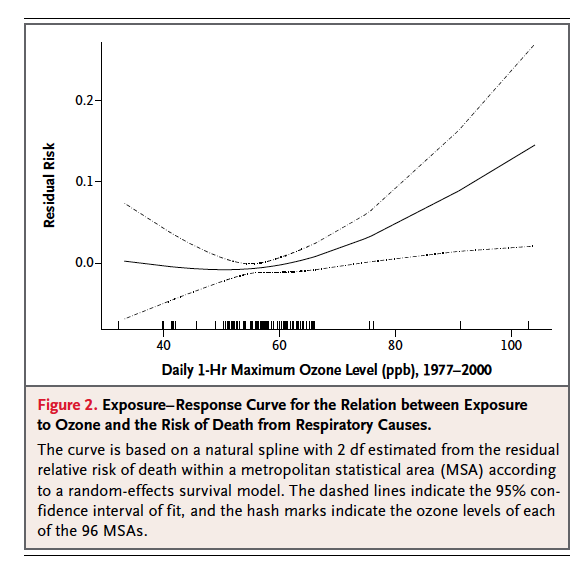 0.2
0.1
0.0
Residual Risk
40 60 80 100
Daily 1-Hr Maximum Ozone Level (ppb), 1977–2000
Figure 2. Exposure–Response Curve for the Relation between Exposure
to Ozone and the Risk of Death from Respiratory Causes.
The curve is based on a natural spline with 2 df estimated from the residual
relative risk of death within a metropolitan statistical area (MSA) according
to a random-effects survival model. The dashed lines indicate the 95% con-
fidence interval of fit, and the hash marks indicate the ozone levels of each
of the 96 MSAs.